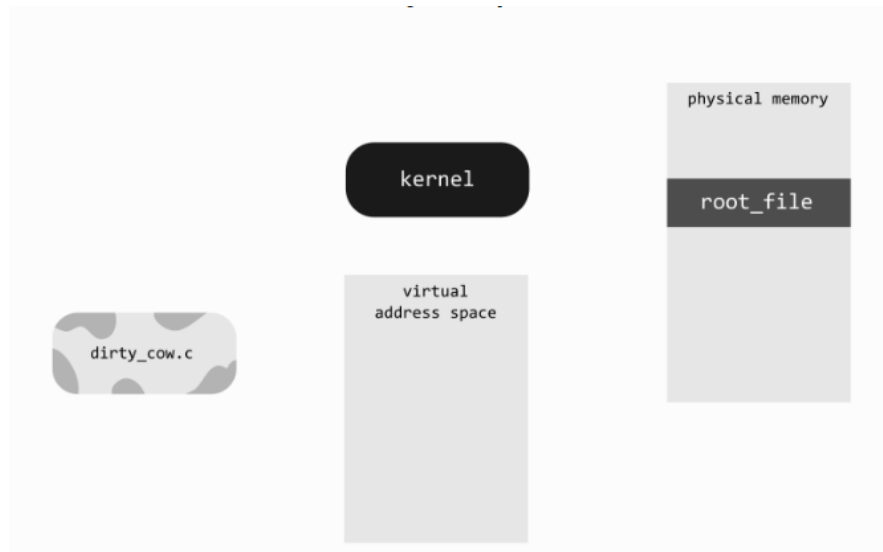 physical memory
kernel
root_file
virtual
address space
dirty_cow.c